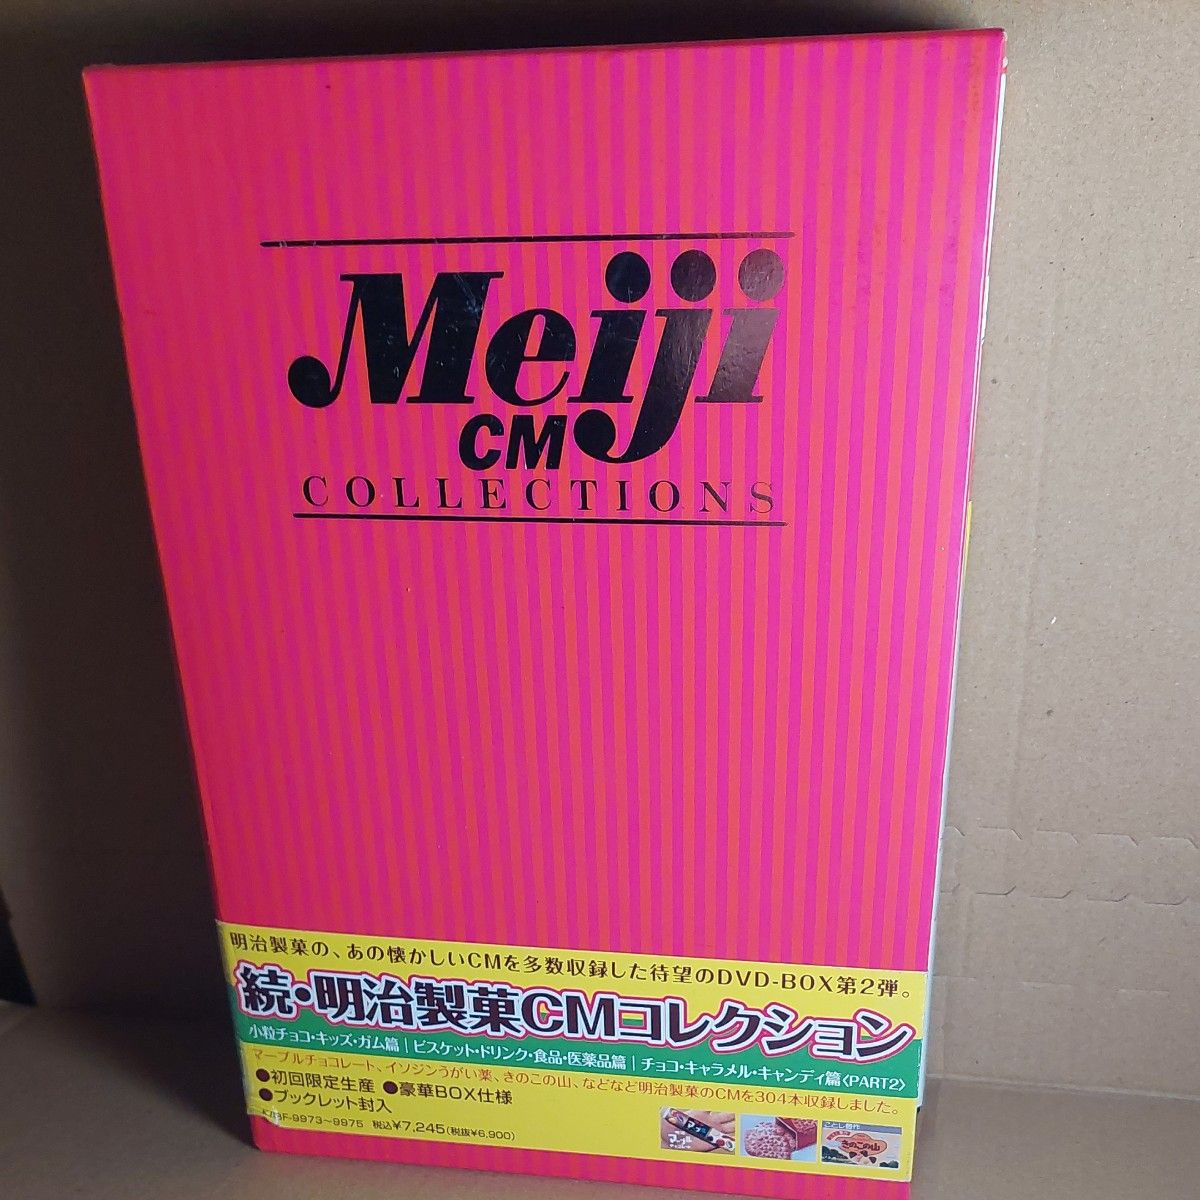 Meiji
CM
COLLECTIONS
明治製菓の、あの懐かしいCMを多数収録した待望のDVD-BOX第2弾。
続・明治製菓CMコレクション
小粒チョコ・キッズ・ガム篇｜ビスケット・ドリンク・食品・医薬品篇｜チョコ・キャラメル・キャンディ篇〈PART2〉
マーブルチョコレート、イソジンうがい薬、きのこの山、などなど明治製菓のCMを304本収録しました。
●初回限定生産 ●豪華BOX仕様
●ブックレット封入
BF-9973〜9975 税込¥7,245(税抜¥6,900)
マーブル
きのこの山